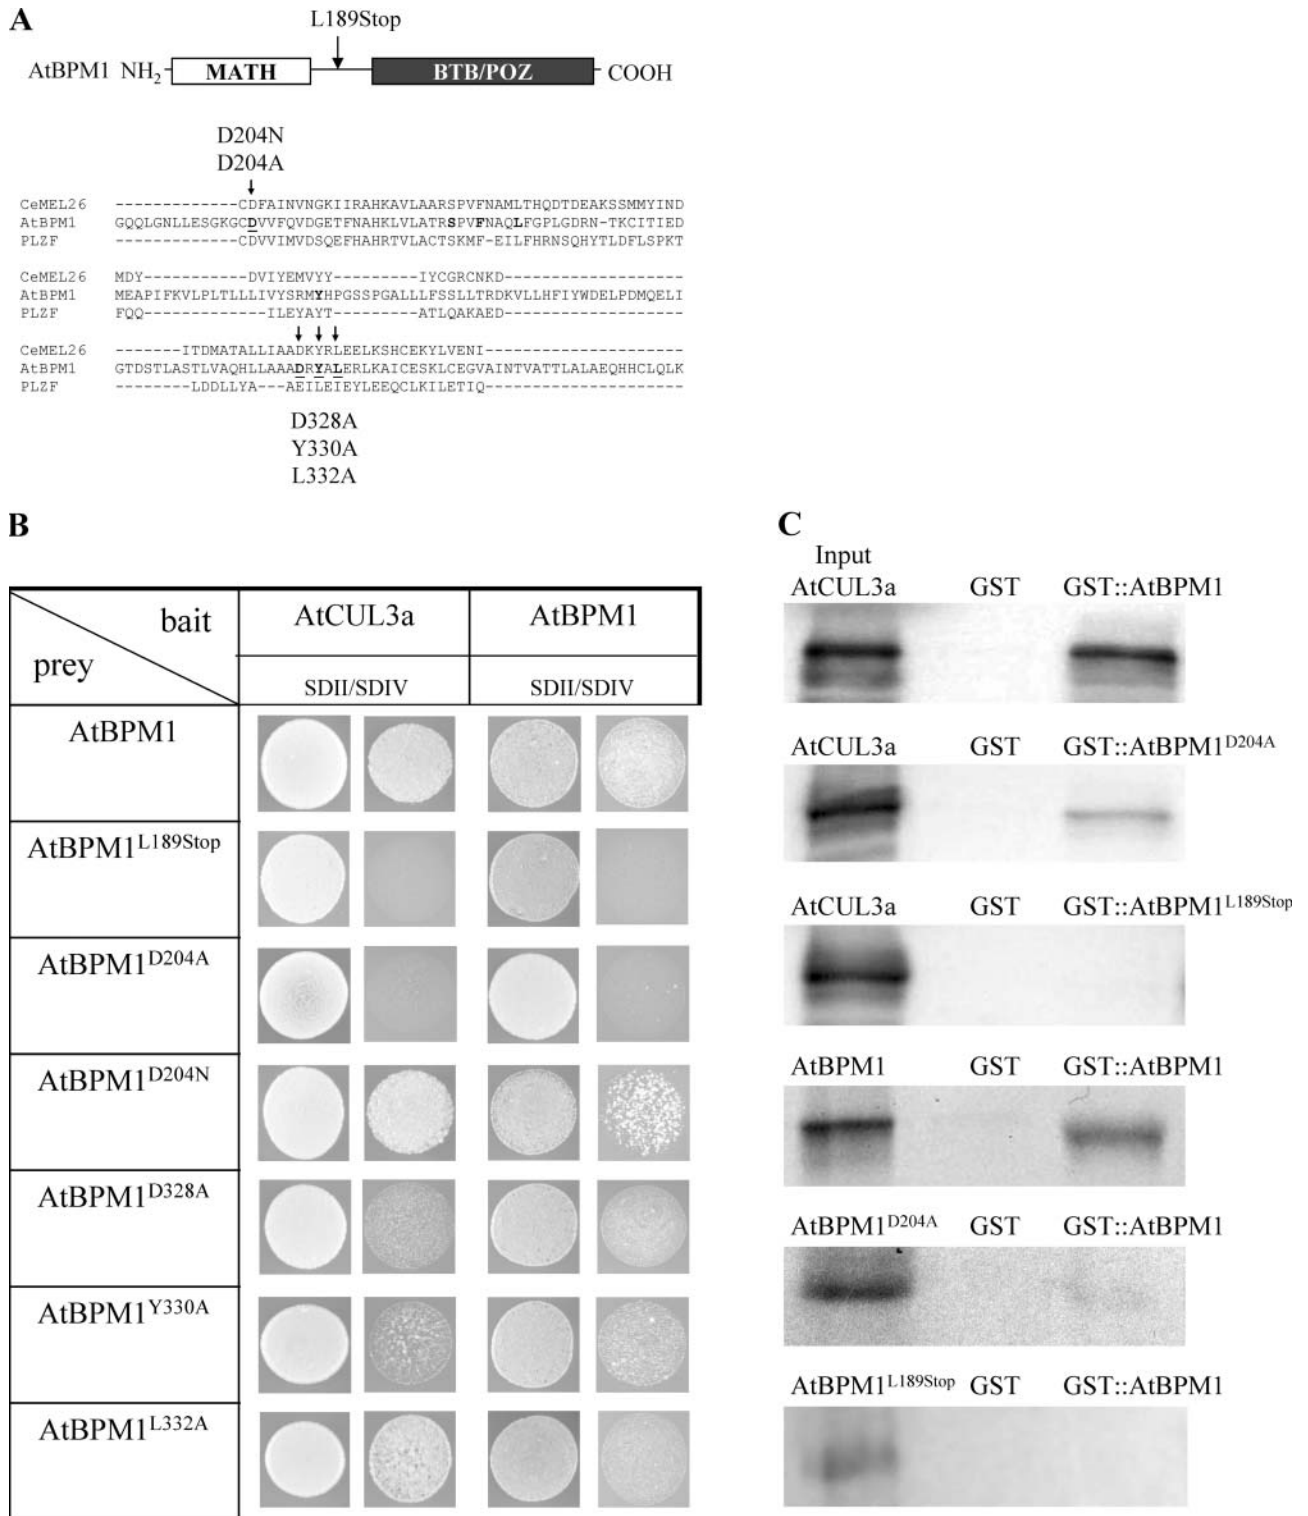 A
L189Stop
AtBPM1 NH2 MATH BTB/POZ COOH
D204N
D204A
CeMEL26 --------------CDFAINVNGKIIRAHKAVLAARSPVFNAMLTHQDTDEAKSSMMYIND
AtBPM1 GQQLGNLLESGKGCDVVFQVDGETFNAHKLVLATRSPVFNAQLFGPLGDRN-TKCITIED
PLZF --------------CDVVIMVDSQEFHAHRTVLACTSKMF-EILFHRNSQHYTLDFLSPKT
CeMEL26 MDY-----------DVIYEMVYY---------IYCGRCNKD--------------------
AtBPM1 MEAPIFKVLPLTLLLIVYSRMYHPGSSPGALLLFSSLLTRDKVLLHFIYWDELPDMQELI
PLZF FQQ-------------ILEYAYT---------ATLQAKAED--------------------
CeMEL26 -------ITDMATALLIAADKYRLEELKSHCEKYLVENI---------------------
AtBPM1 GTDSTLASTLVAQHLLAAADRYALERLKAICESKLCEGVAINTVATTLALAEQHHCLQLK
PLZF --------LDDLLYA---AEILEIEYLEEQCLKILETIQ---------------------
D328A
Y330A
L332A
B
bait
prey
AtCUL3a AtBPM1
SDII/SDIV SDII/SDIV
AtBPM1
AtBPM1L189Stop
AtBPM1D204A
AtBPM1D204N
AtBPM1D328A
AtBPM1Y330A
AtBPM1L332A
C
Input
AtCUL3a GST GST::AtBPM1
AtCUL3a GST GST::AtBPM1D204A
AtCUL3a GST GST::AtBPM1L189Stop
AtBPM1 GST GST::AtBPM1
AtBPM1D204A GST GST::AtBPM1
AtBPM1L189Stop GST GST::AtBPM1